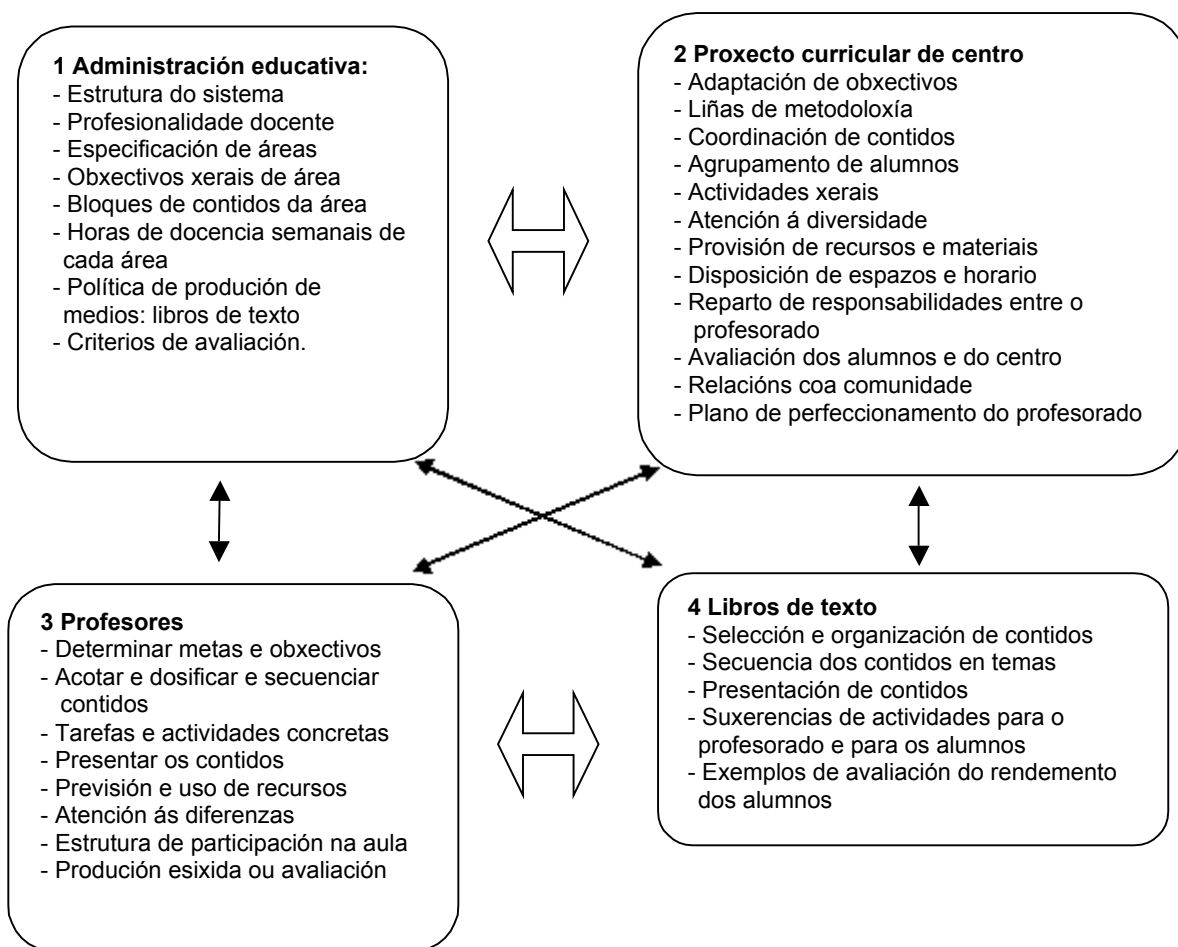 1 Administración educativa:
- Estrutura do sistema
- Profesionalidade docente
- Especificación de áreas
- Obxectivos xerais de área
- Bloques de contidos da área
- Horas de docencia semanais de
cada área
- Política de produción de
medios: libros de texto
- Criterios de avaliación.
2 Proxecto curricular de centro
- Adaptación de obxectivos
- Liñas de metodoloxía
- Coordinación de contidos
- Agrupamento de alumnos
- Actividades xerais
- Atención á diversidade
- Provisión de recursos e materiais
- Disposición de espazos e horario
- Reparto de responsabilidades entre o
profesorado
- Avaliación dos alumnos e do centro
- Relacións coa comunidade
- Plano de perfeccionamento do profesorado
3 Profesores
- Determinar metas e obxectivos
- Acotar e dosificar e secuenciar
contidos
- Tarefas e actividades concretas
- Presentar os contidos
- Previsión e uso de recursos
- Atención ás diferenzas
- Estrutura de participación na aula
- Produción esixida ou avaliación
4 Libros de texto
- Selección e organización de contidos
- Secuencia dos contidos en temas
- Presentación de contidos
- Suxerencias de actividades para o
profesorado e para os alumnos
- Exemplos de avaliación do rendemento
dos alumnos